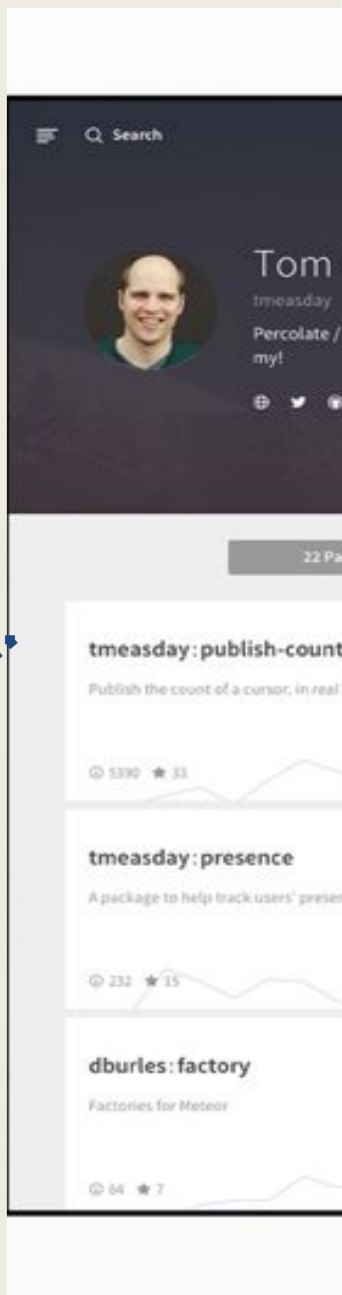 Search
Tom
tmeasday
Percolate /
my!
22 Pa
tmeasday:publish-count
Publish the count of a cursor, in real
5390 33
tmeasday:presence
A package to help track users' presen
232 15
dburles:factory
Factories for Meteor
64 7